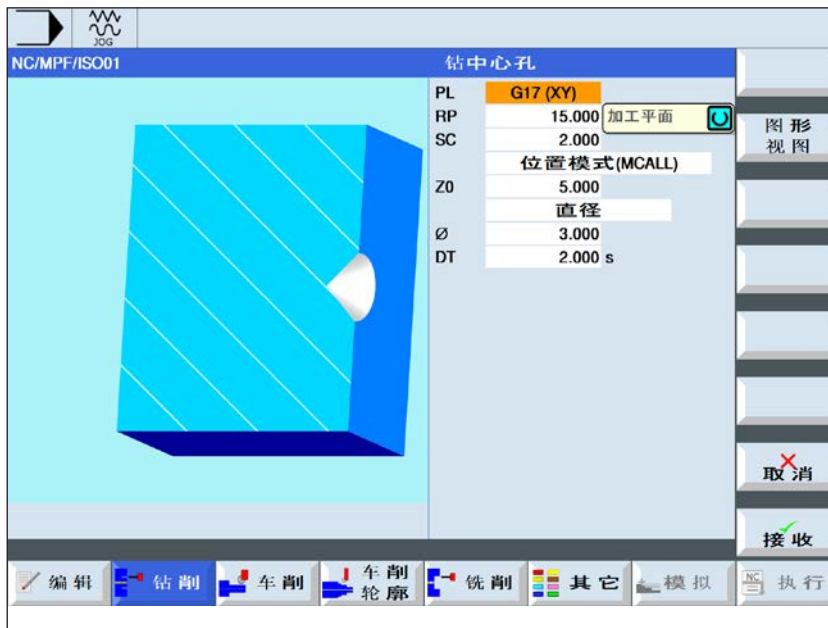 JOG
NC/MPF/ISO01
钻中心孔
PL G17 (XY)
RP 15.000 加工平面
SC 2.000
位置模式(MCALL)
Z0 5.000
直径
Ø 3.000
DT 2.000 s
图形
视图
取消
接收
编辑 钻削 车削 车削轮廓 铣削 其它 模拟 NC 执行